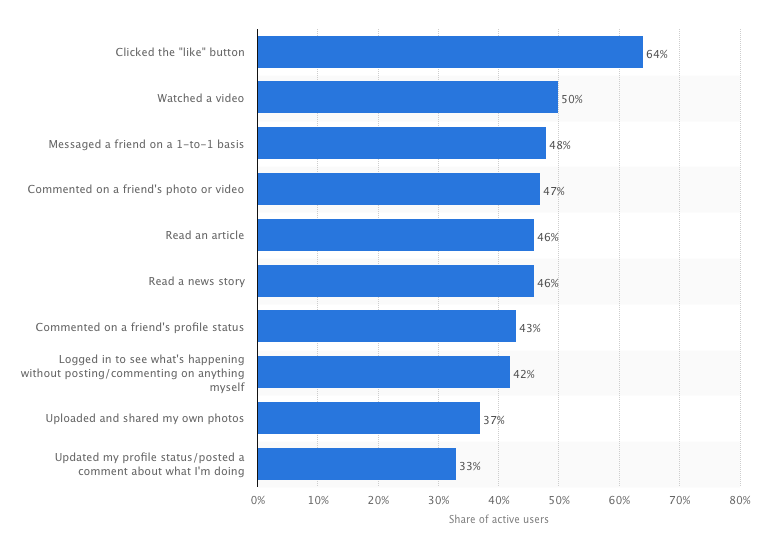 Clicked the "like" button
64%
Watched a video
50%
Messaged a friend on a 1-to-1 basis
48%
Commented on a friend's photo or video
47%
Read an article
46%
Read a news story
46%
Commented on a friend's profile status
43%
Logged in to see what's happening
without posting/commenting on anything
myself
42%
Uploaded and shared my own photos
37%
Updated my profile status/posted a
comment about what I'm doing
33%
0% 10% 20% 30% 40% 50% 60% 70% 80%
Share of active users